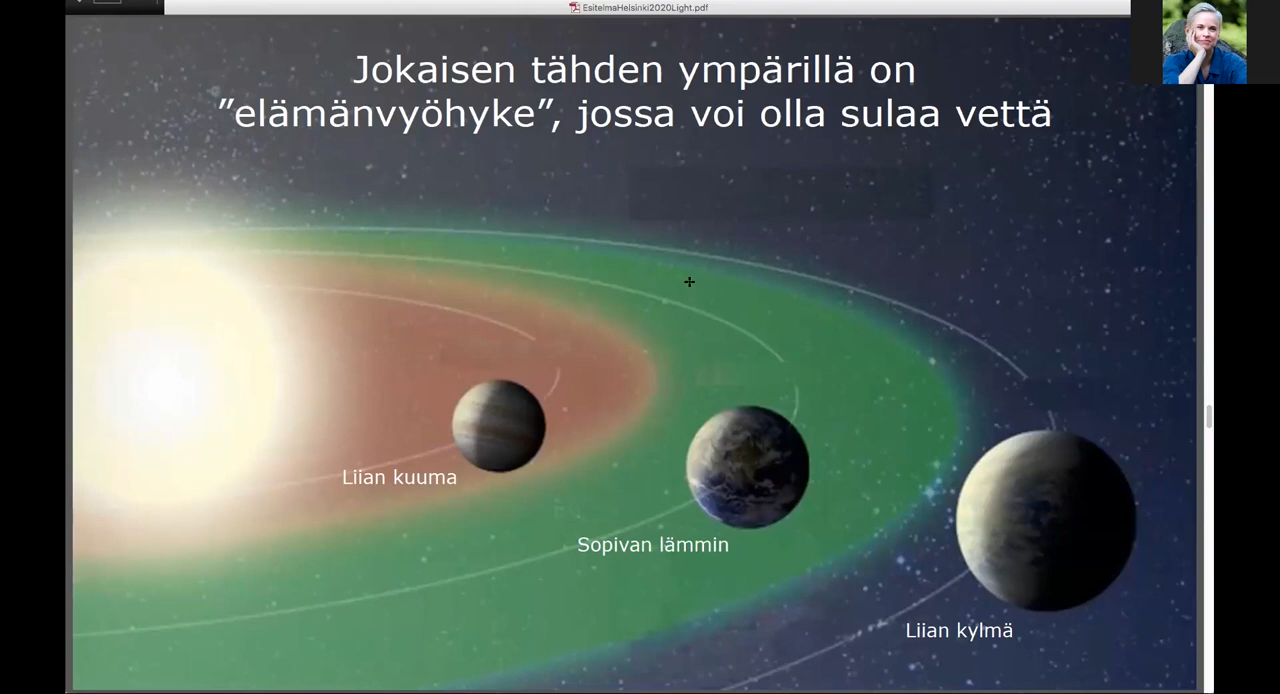 EsitelmaHelsinki2020Light.pdf
Jokaisen tähden ympärillä on
”elämänvyöhyke”, jossa voi olla sulaa vettä
Liian kuuma
Sopivan lämmin
Liian kylmä